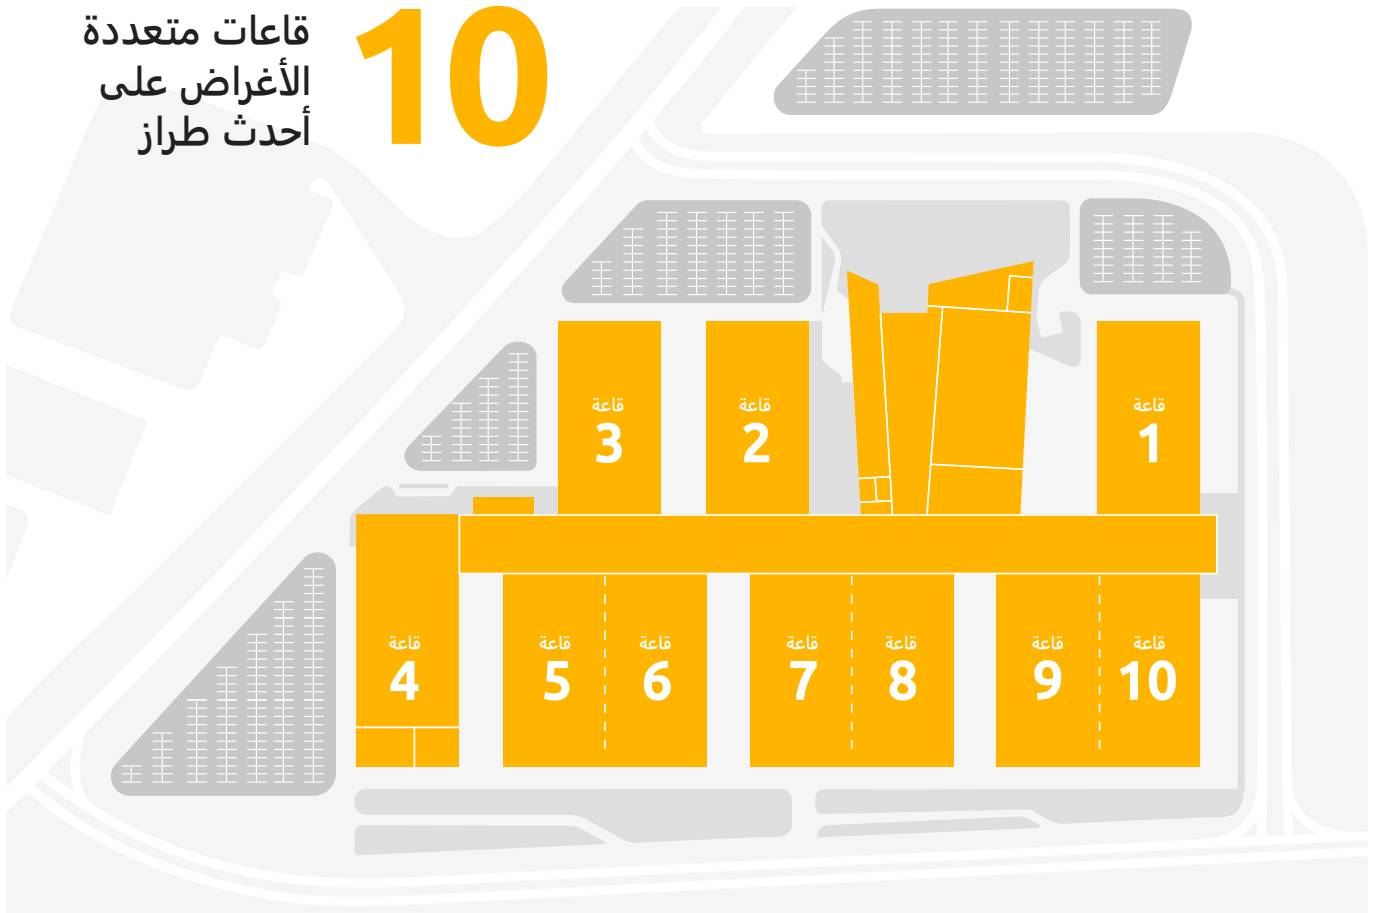 10
قاعات متعددة
الأغراض على
أحدث طراز
قاعة
3
قاعة
2
قاعة
1
قاعة
4
قاعة
5
قاعة
6
قاعة
7
قاعة
8
قاعة
9
قاعة
10